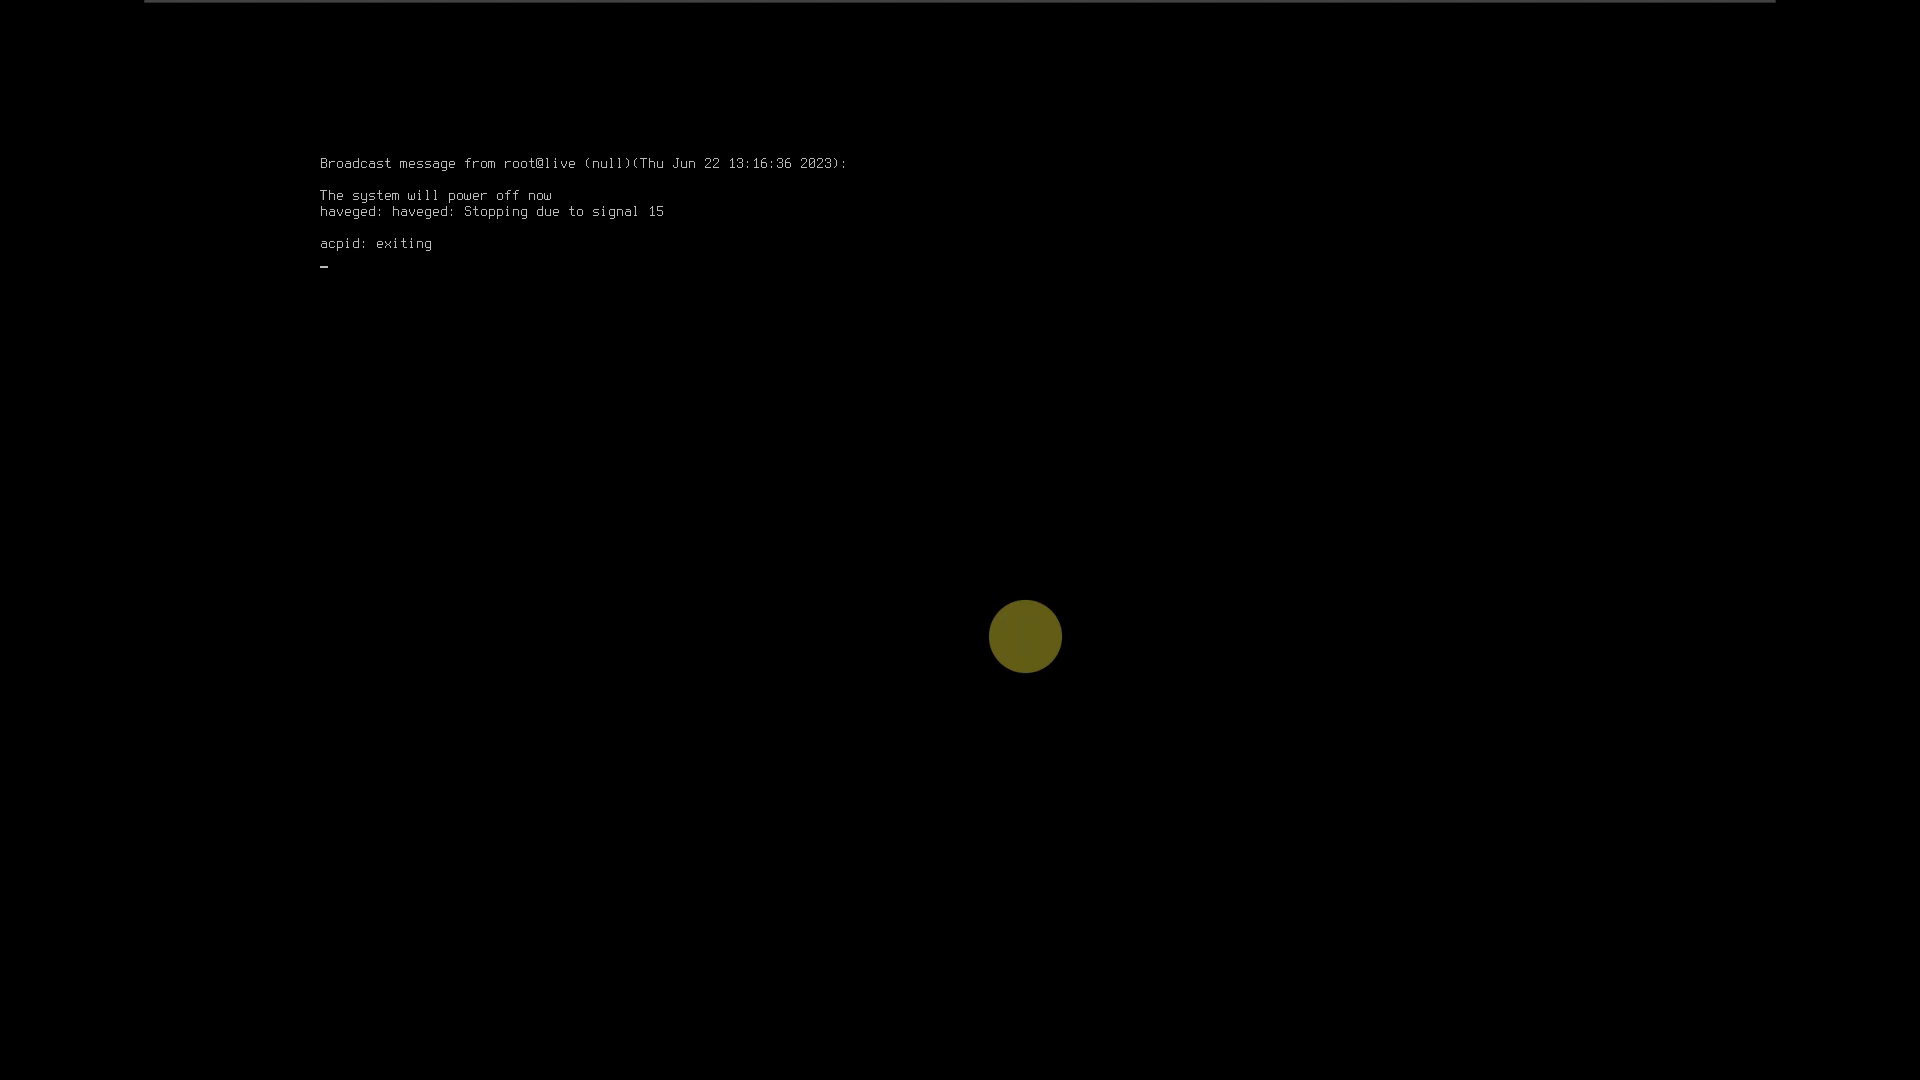 Broadcast message from root@live (null)(Thu Jun 22 13:16:36 2023):
The system will power off now
haveged: haveged: Stopping due to signal 15
acpid: exiting